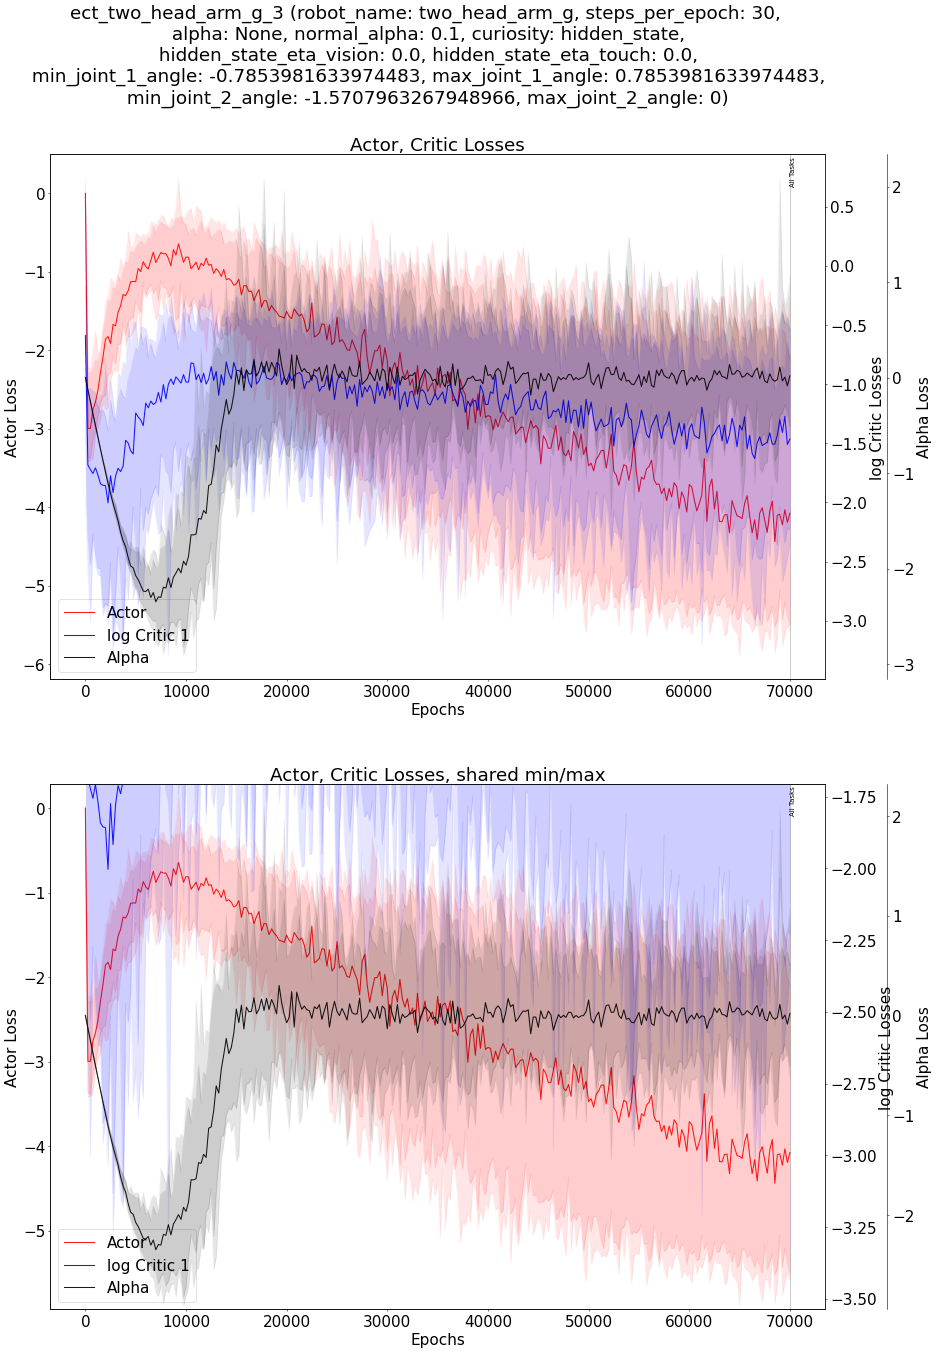 ect_two_head_arm_g_3 (robot_name: two_head_arm_g, steps_per_epoch: 30,
alpha: None, normal_alpha: 0.1, curiosity: hidden_state,
hidden_state_eta_vision: 0.0, hidden_state_eta_touch: 0.0,
min_joint_1_angle: -0.7853981633974483, max_joint_1_angle: 0.7853981633974483,
min_joint_2_angle: -1.5707963267948966, max_joint_2_angle: 0)
Actor, Critic Losses
All Tasks
0
−1
−2
−3
−4
−5
−6
Actor Loss
0.5
0.0
−0.5
−1.0
−1.5
−2.0
−2.5
−3.0
log Critic Losses
2
1
0
−1
−2
−3
Alpha Loss
Actor
log Critic 1
Alpha
0 10000 20000 30000 40000 50000 60000 70000
Epochs
Actor, Critic Losses, shared min/max
All Tasks
0
−1
−2
−3
−4
−5
Actor Loss
−1.75
−2.00
−2.25
−2.50
−2.75
−3.00
−3.25
−3.50
log Critic Losses
2
1
0
−1
−2
Alpha Loss
Actor
log Critic 1
Alpha
0 10000 20000 30000 40000 50000 60000 70000
Epochs